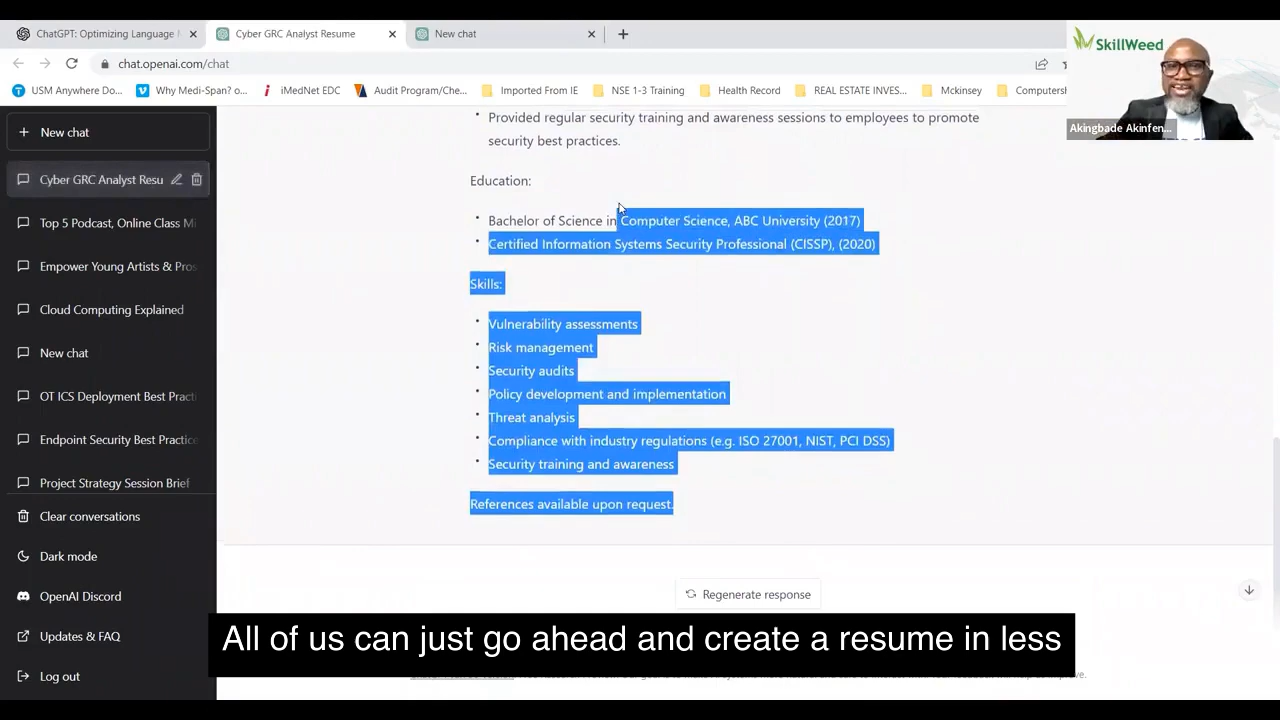 ChatGPT: Optimizing Language
Cyber GRC Analyst Resume
New chat
SkillWeed
chat.openai.com/chat
USM Anywhere Do...
Why Medi-Span? o...
iMedNet EDC
Audit Program/Che...
Imported From IE
NSE 1-3 Training
Health Record
REAL ESTATE INVES...
Mckinsey
Computersh
Akingbade Akinfen...
New chat
Cyber GRC Analyst Resu
Top 5 Podcast, Online Class Mi
Empower Young Artists & Pros
Cloud Computing Explained
New chat
OT ICS Deployment Best Practi
Endpoint Security Best Practice
Project Strategy Session Brief
Clear conversations
Dark mode
OpenAI Discord
Updates & FAQ
Log out
Provided regular security training and awareness sessions to employees to promote
security best practices.
Education:
Bachelor of Science in Computer Science, ABC University (2017)
Certified Information Systems Security Professional (CISSP), (2020)
Skills:
Vulnerability assessments
Risk management
Security audits
Policy development and implementation
Threat analysis
Compliance with industry regulations (e.g. ISO 27001, NIST, PCI DSS)
Security training and awareness
References available upon request.
Regenerate response
All of us can just go ahead and create a resume in less